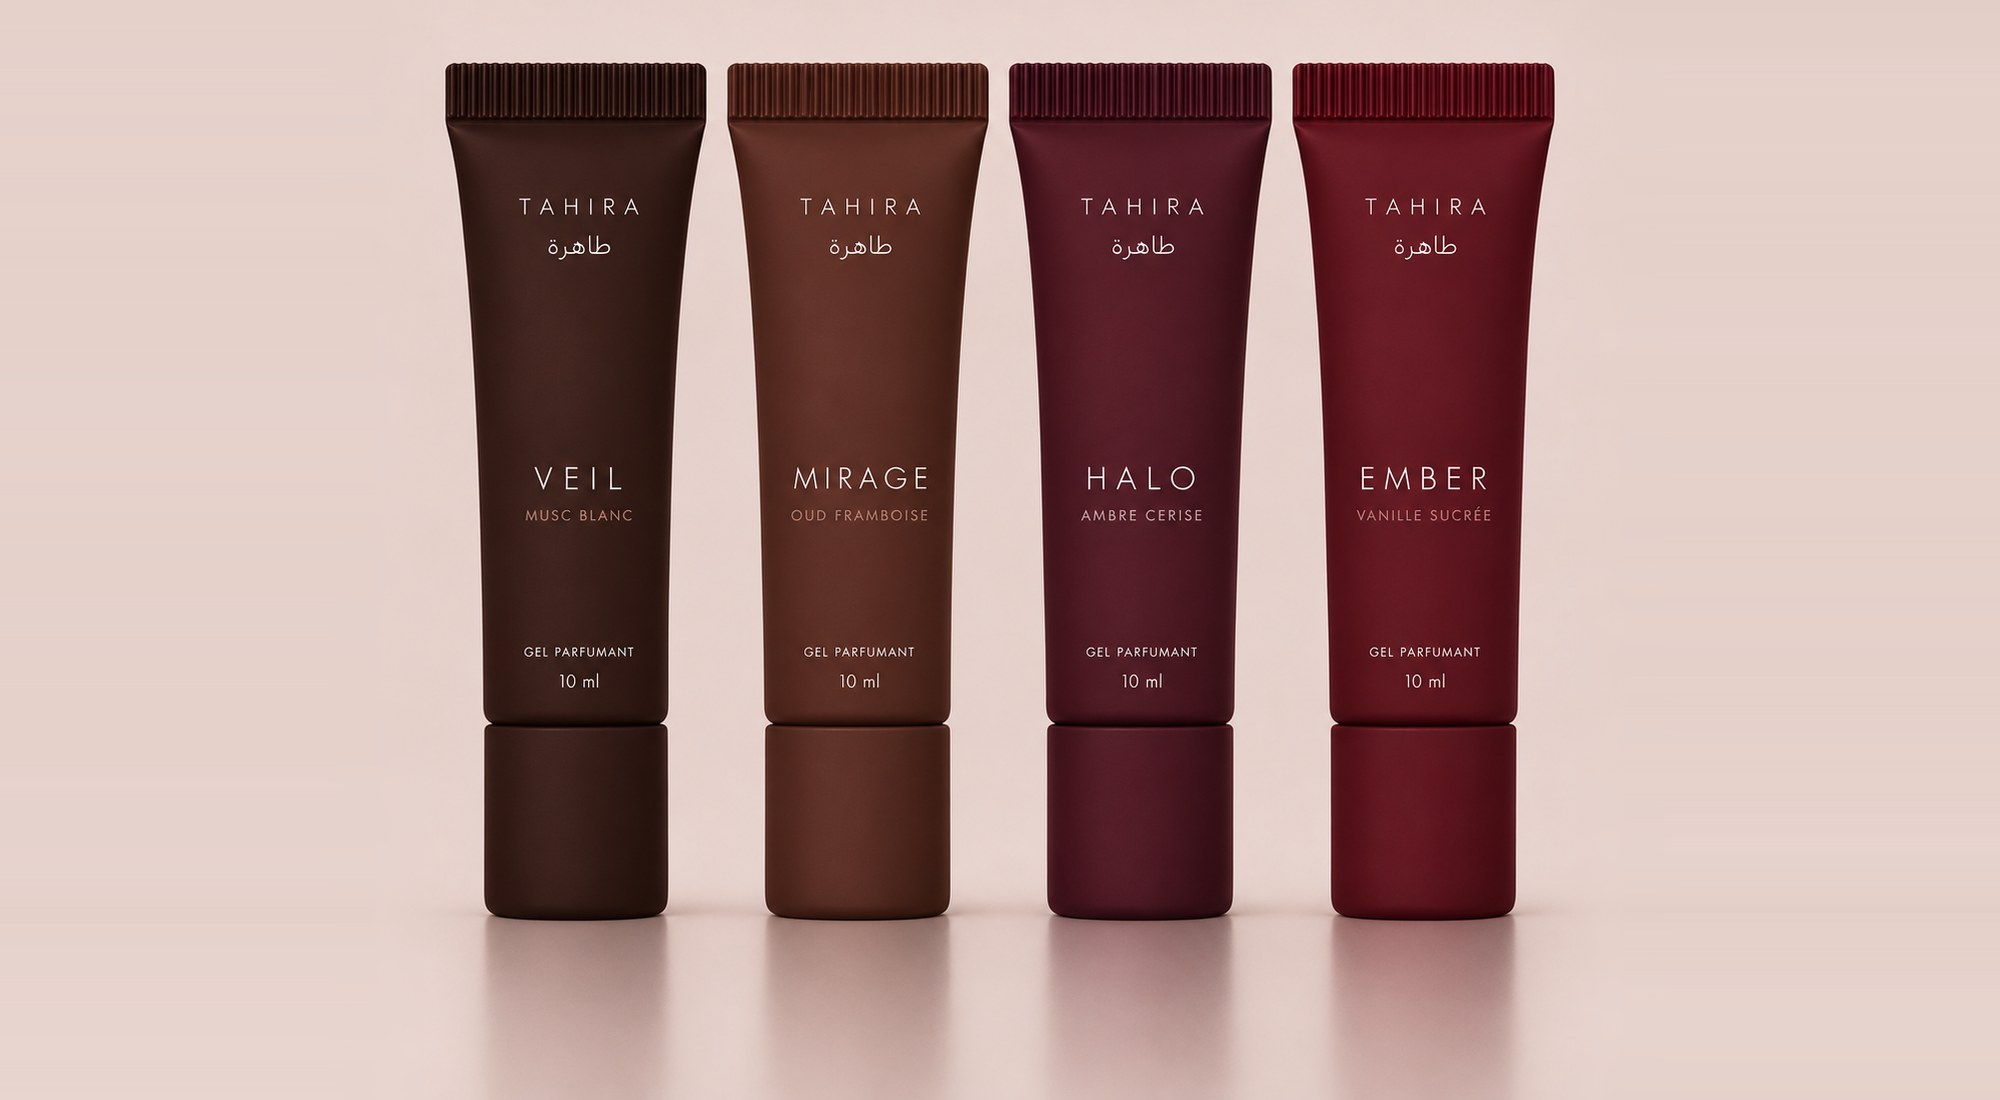 TAHIRA
طاهرة
VEIL
MUSC BLANC
GEL PARFUMANT
10 ml
TAHIRA
طاهرة
MIRAGE
OUD FRAMBOISE
GEL PARFUMANT
10 ml
TAHIRA
طاهرة
HALO
AMBRE CERISE
GEL PARFUMANT
10 ml
TAHIRA
طاهرة
EMBER
VANILLE SUCRÉE
GEL PARFUMANT
10 ml